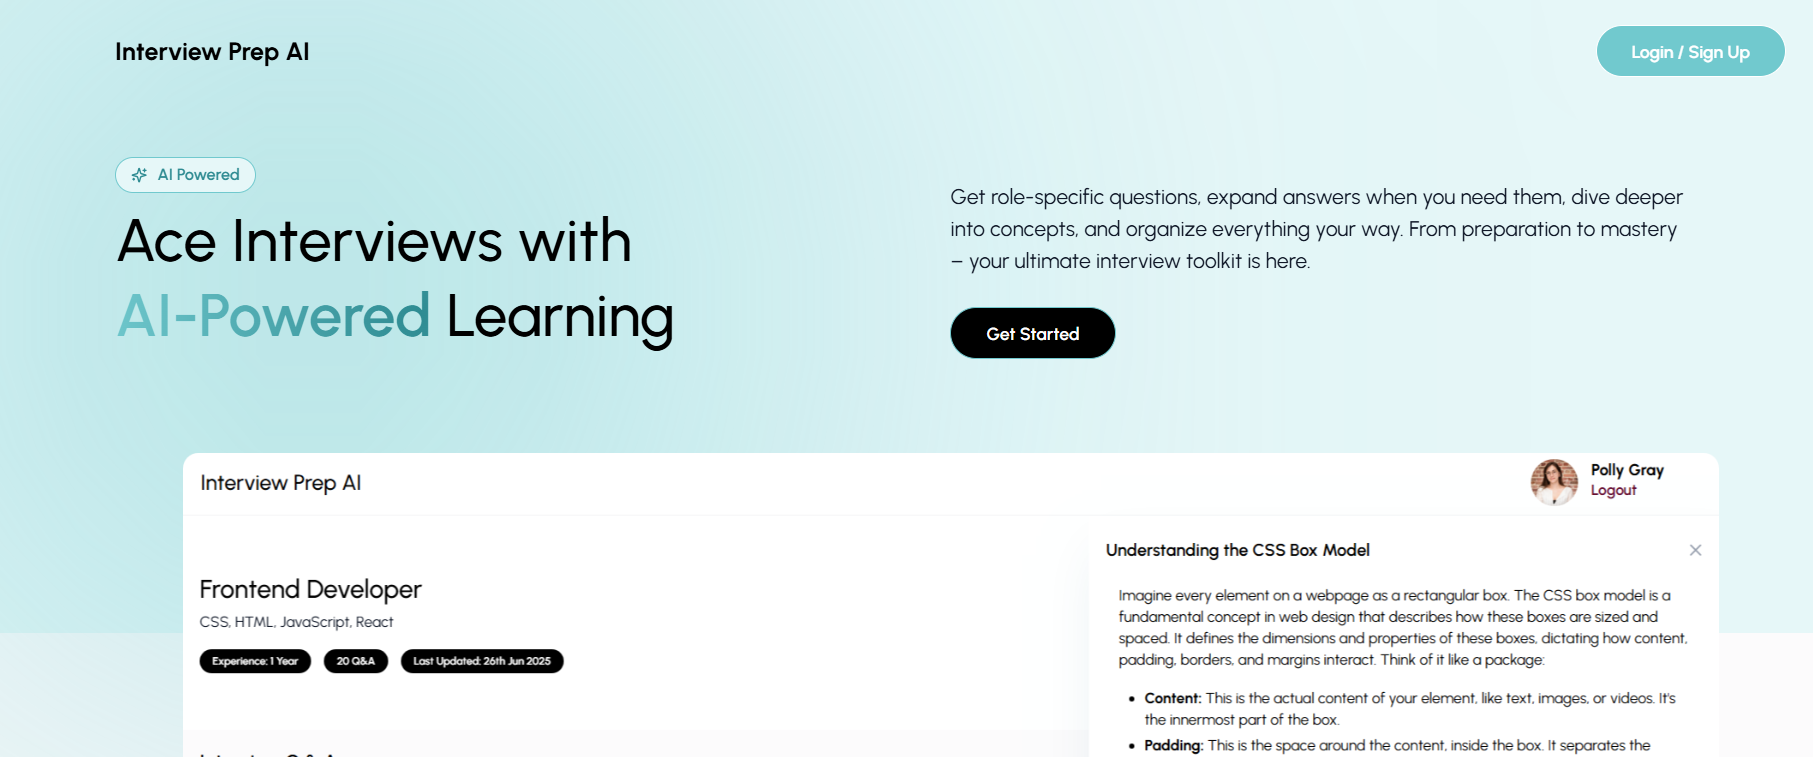 Interview Prep AI
Login / Sign Up
AI Powered
Ace Interviews with
AI-Powered Learning
Get role-specific questions, expand answers when you need them, dive deeper
into concepts, and organize everything your way. From preparation to mastery
– your ultimate interview toolkit is here.
Get Started
Interview Prep AI
Polly Gray
Logout
Frontend Developer
CSS, HTML, JavaScript, React
Experience: 1 Year
20 Q&A
Last Updated: 26th Jun 2025
Understanding the CSS Box Model
Imagine every element on a webpage as a rectangular box. The CSS box model is a
fundamental concept in web design that describes how these boxes are sized and
spaced. It defines the dimensions and properties of these boxes, dictating how content,
padding, borders, and margins interact. Think of it like a package:
• Content: This is the actual content of your element, like text, images, or videos. It's
the innermost part of the box.
• Padding: This is the space around the content, inside the box. It separates the